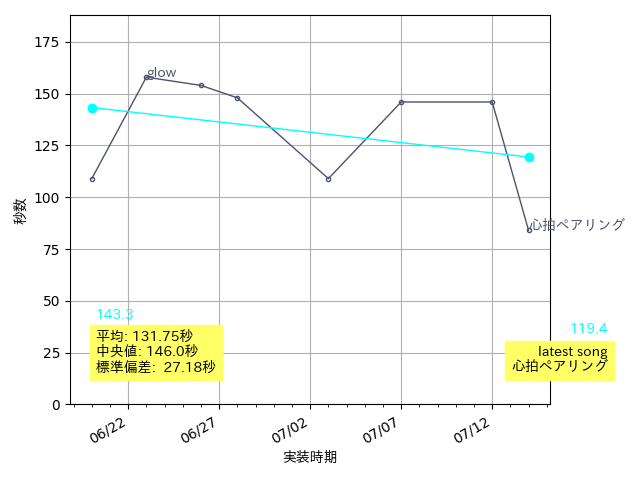 175
150
125
100
75
50
25
0
秒数
glow
心拍ペアリング
143.3
平均: 131.75秒
中央値: 146.0秒
標準偏差: 27.18秒
119.4
latest song
心拍ペアリング
06/22
06/27
07/02
07/07
07/12
実装時期